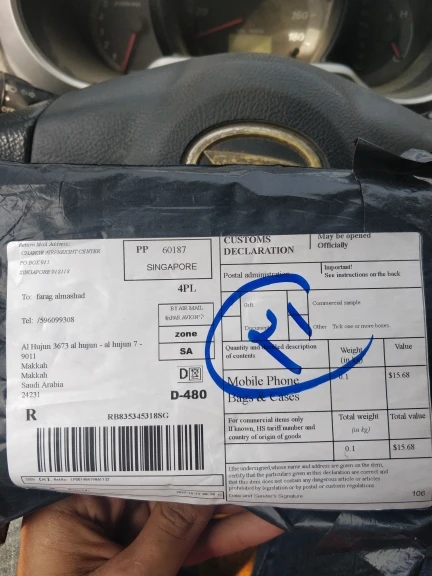 Return Mail Address:
CHANGI AIRFREIGHT CENTER
PO BOX
SINGAPORE
PP 60187
SINGAPORE
4PL
To: farag almashad
Tel: /596099308
BY AIR MAIL
PAR AVION
zone
SA
Al Hujun 3673 al hujun - al hujun 7 -
9011
Makkah
Makkah
Saudi Arabia
24231
D
D-480
R
RB835345318SG
CUSTOMS
DECLARATION
May be opened
Officially
Postal administration
Important!
See instructions on the back
Gift
Commercial sample
Documents
Other Tick one or more boxes
Quantity and detailed description
of contents
Weight
(in kg)
Value
Mobile Phone
Bags & Cases
0.1
$15.68
For commercial items only
If known, HS tariff number and
country of origin of goods
Total weight
(in kg)
Total value
0.1
$15.68
I the undersigned, whose name and address are given on the item,
certify that the particulars given in this declaration are correct and
that this item does not contain any dangerous article or articles
prohibited by legislation or by postal or customs regulations.
Date and Sender's Signature
106